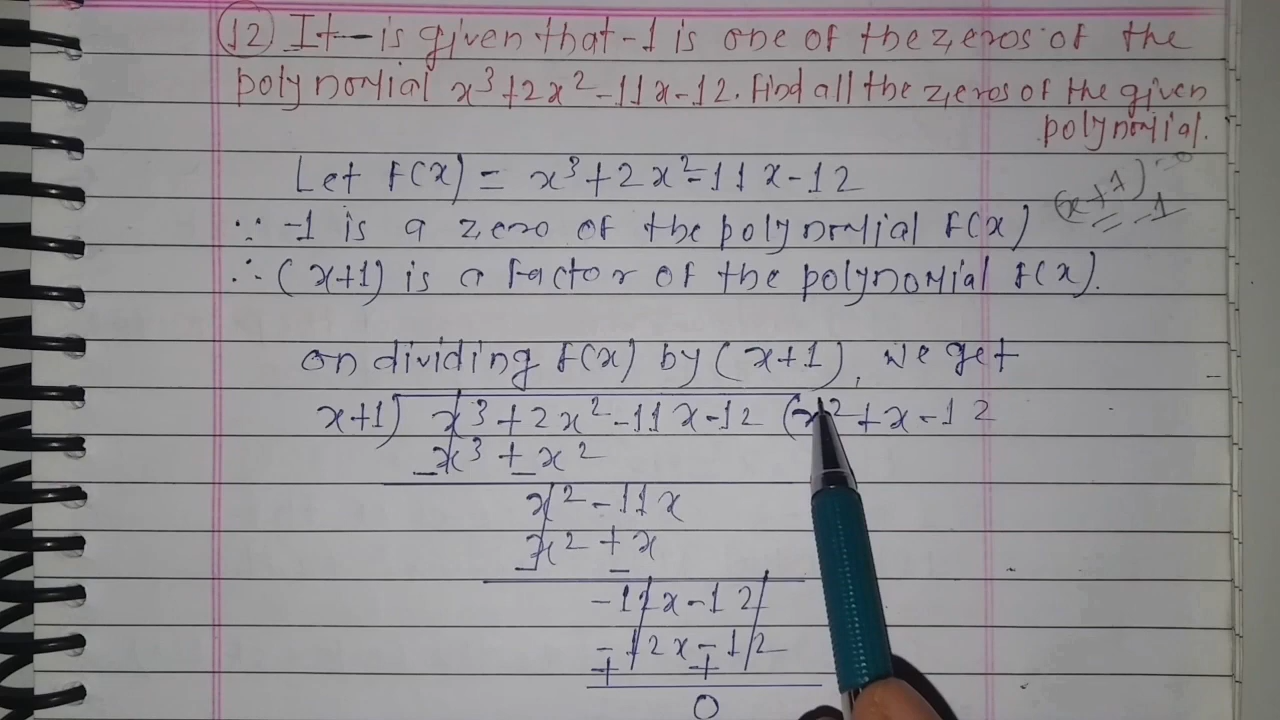 (12) It is given that -1 is one of the zeros of the
polynomial x³+2x²-11x-12. Find all the zeros of the given
polynomial.
Let f(x) = x³+2x²-11x-12
(x+1)=0
-1
∵ -1 is a zero of the polynomial f(x)
∴ (x+1) is a factor of the polynomial f(x).
on dividing f(x) by (x+1), we get
x+1) x³+2x²-11x-12 (x²+x-12
x³+x²
- -
x²-11x
x²+x
- -
-12x-12
-12x-12
+ +
0